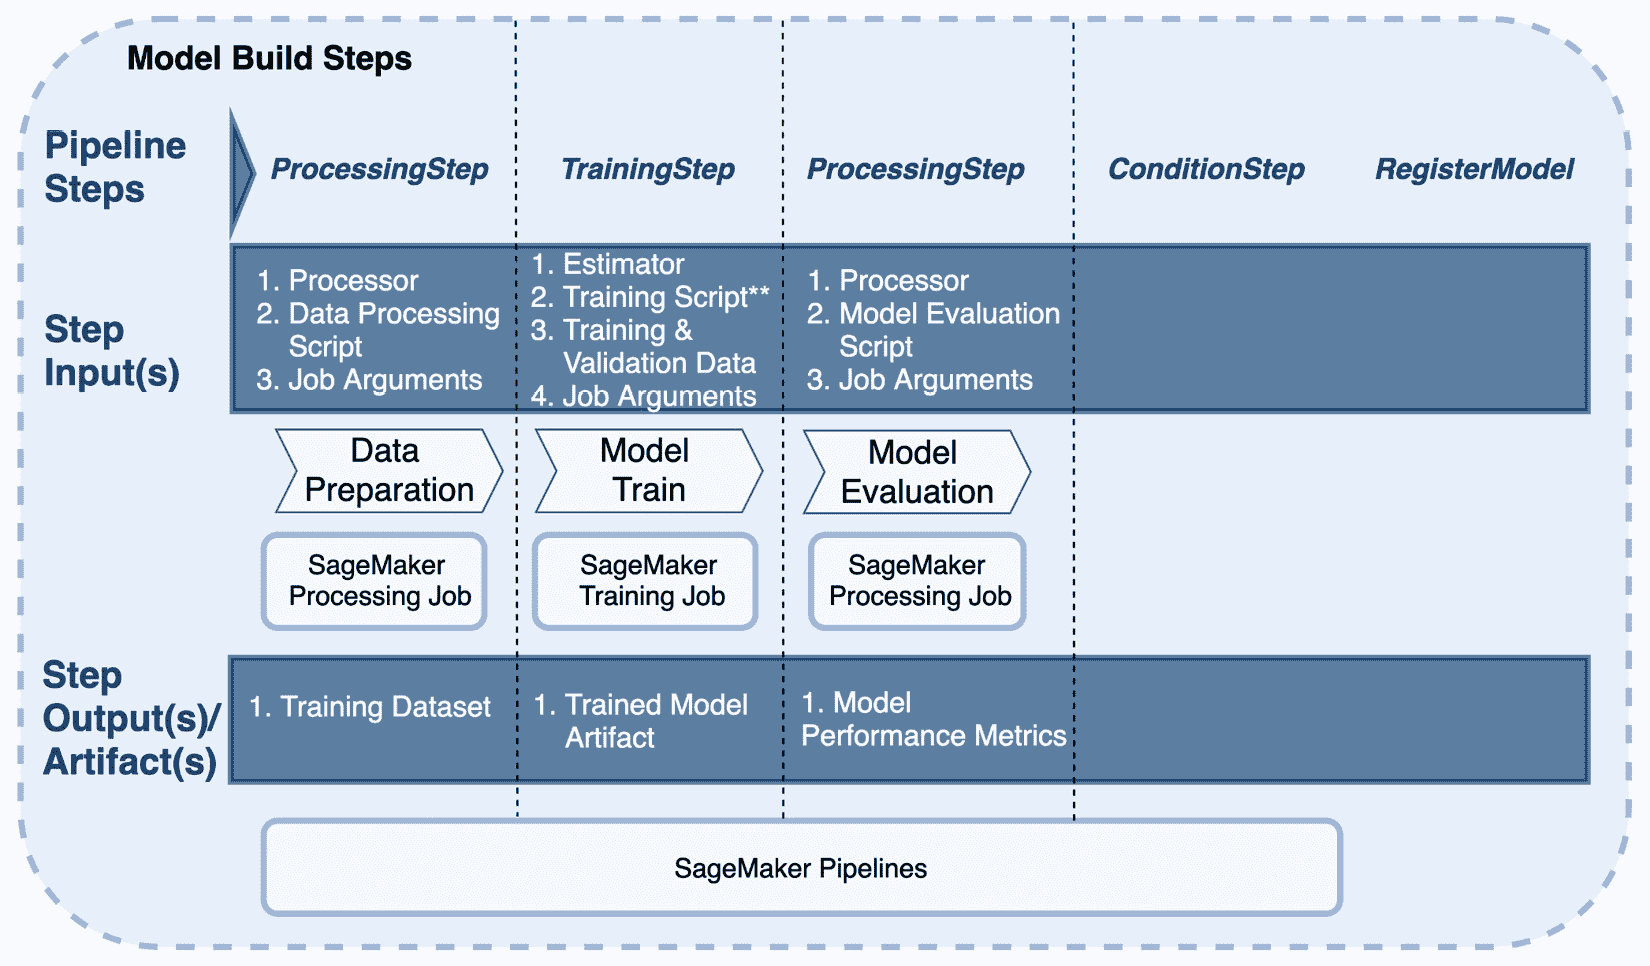 Model Build Steps
Pipeline
Steps
ProcessingStep
TrainingStep
ProcessingStep
ConditionStep
RegisterModel
Step
Input(s)
1. Processor
2. Data Processing
Script
3. Job Arguments
1. Estimator
2. Training Script**
3. Training &
Validation Data
4. Job Arguments
1. Processor
2. Model Evaluation
Script
3. Job Arguments
Data
Preparation
Model
Train
Model
Evaluation
SageMaker
Processing Job
SageMaker
Training Job
SageMaker
Processing Job
Step
Output(s)/
Artifact(s)
1. Training Dataset
1. Trained Model
Artifact
1. Model
Performance Metrics
SageMaker Pipelines